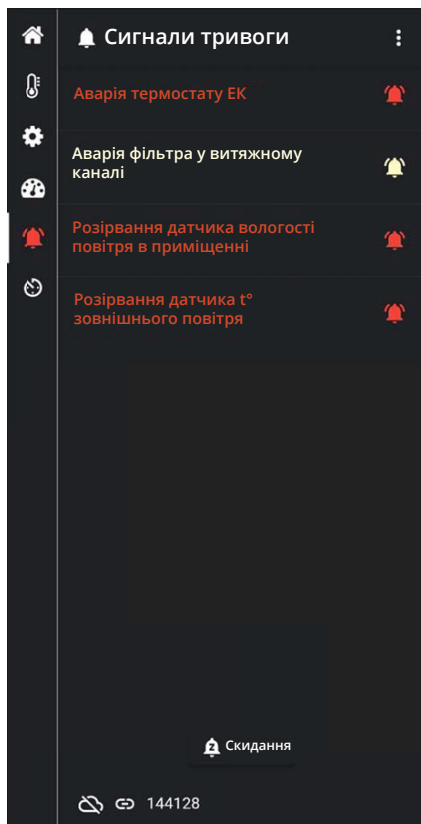 Сигнали тривоги
Аварія термостату ЕК
Аварія фільтра у витяжному
каналі
Розірвання датчика вологості
повітря в приміщенні
Розірвання датчика t°
зовнішнього повітря
Скидання
144128